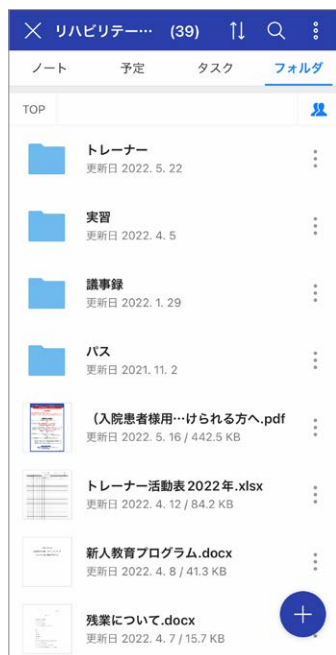 リハビリテー… (39)
ノート 予定 タスク フォルダ
TOP
トレーナー
更新日 2022. 5. 22
実習
更新日 2022. 4. 5
議事録
更新日 2022. 1. 29
パス
更新日 2021. 11. 2
（入院患者様用…けられる方へ.pdf
更新日 2022. 5. 16 / 442.5 KB
トレーナー活動表2022年.xlsx
更新日 2022. 4. 12 / 84.2 KB
新人教育プログラム.docx
更新日 2022. 4. 8 / 41.3 KB
残業について.docx
更新日 2022. 4. 7 / 15.7 KB